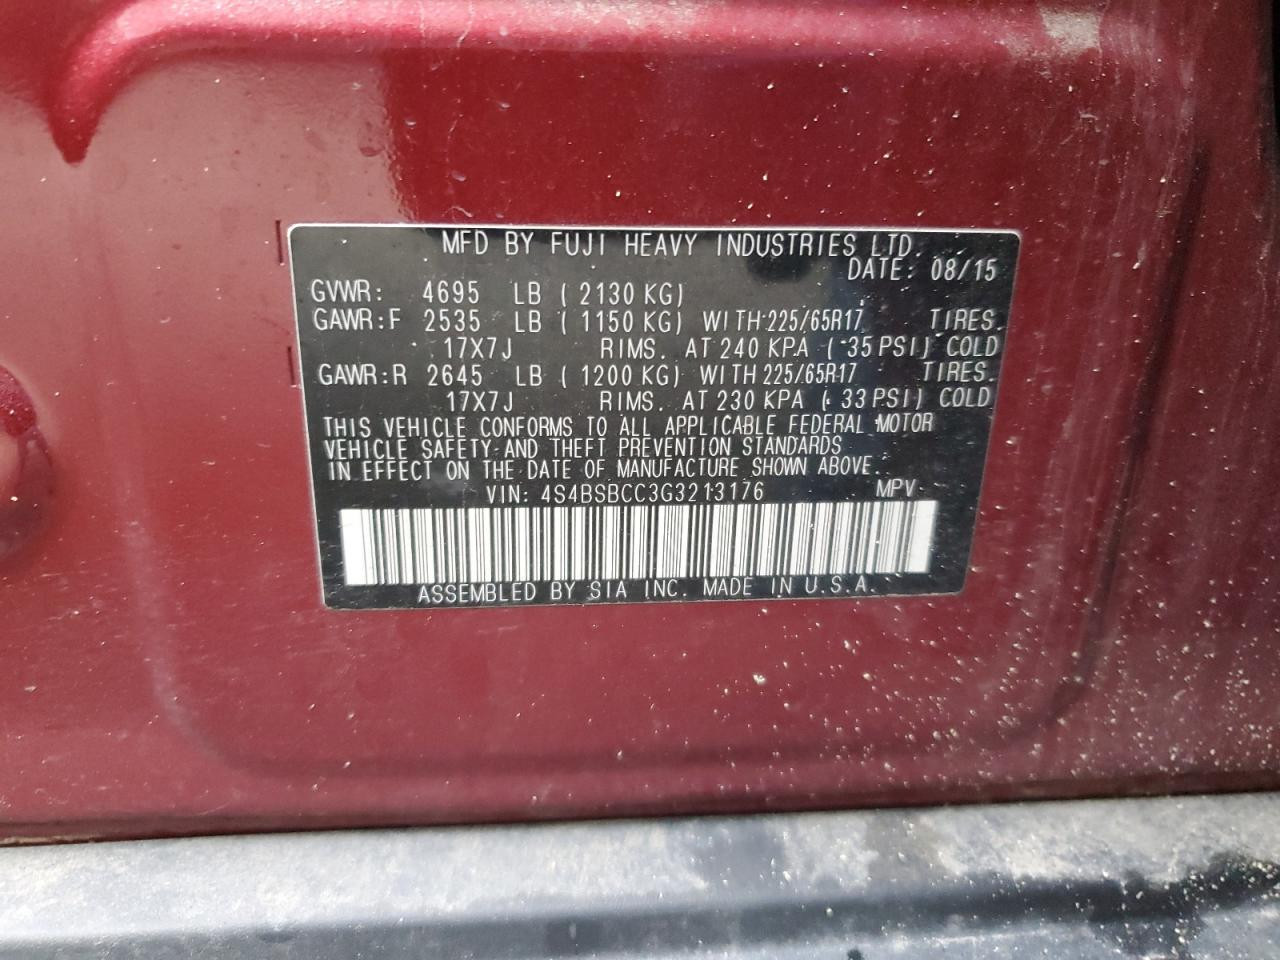 MFD BY FUJI HEAVY INDUSTRIES LTD.
DATE: 08/15
GVWR: 4695 LB ( 2130 KG)
GAWR:F 2535 LB ( 1150 KG) WITH 225/65R17 TIRES.
17X7J RIMS. AT 240 KPA ( 35 PSI) COLD
GAWR:R 2645 LB ( 1200 KG) WITH 225/65R17 TIRES.
17X7J RIMS. AT 230 KPA ( 33 PSI) COLD
THIS VEHICLE CONFORMS TO ALL APPLICABLE FEDERAL MOTOR
VEHICLE SAFETY AND THEFT PREVENTION STANDARDS
IN EFFECT ON THE DATE OF MANUFACTURE SHOWN ABOVE.
VIN: 4S4BSBCC3G3213176 MPV
ASSEMBLED BY SIA INC. MADE IN U.S.A.